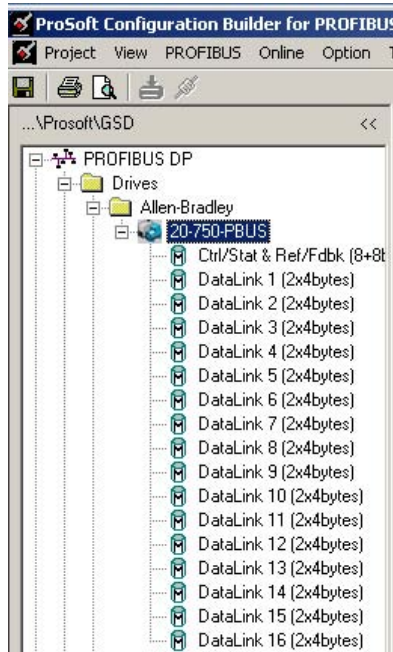 ProSoft Configuration Builder for PROFIBUS
Project View PROFIBUS Online Option
...\Prosoft\GSD <<
PROFIBUS DP
Drives
Allen-Bradley
20-750-PBUS
Ctrl/Stat & Ref/Fdbk (8+8b
DataLink 1 (2x4bytes)
DataLink 2 (2x4bytes)
DataLink 3 (2x4bytes)
DataLink 4 (2x4bytes)
DataLink 5 (2x4bytes)
DataLink 6 (2x4bytes)
DataLink 7 (2x4bytes)
DataLink 8 (2x4bytes)
DataLink 9 (2x4bytes)
DataLink 10 (2x4bytes)
DataLink 11 (2x4bytes)
DataLink 12 (2x4bytes)
DataLink 13 (2x4bytes)
DataLink 14 (2x4bytes)
DataLink 15 (2x4bytes)
DataLink 16 (2x4bytes)